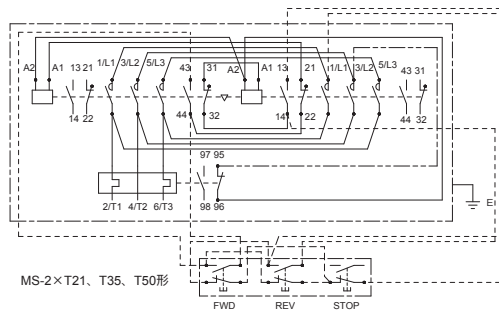 A2 A1 13 21 1/L1 3/L2 5/L3 43 31 A2 A1 13 21 1/L1 3/L2 5/L3 43 31
14 22 44 32 14 22 44 32
97 95
2/T1 4/T2 6/T3 98 96
E
MS-2×T21、T35、T50形
FWD REV STOP